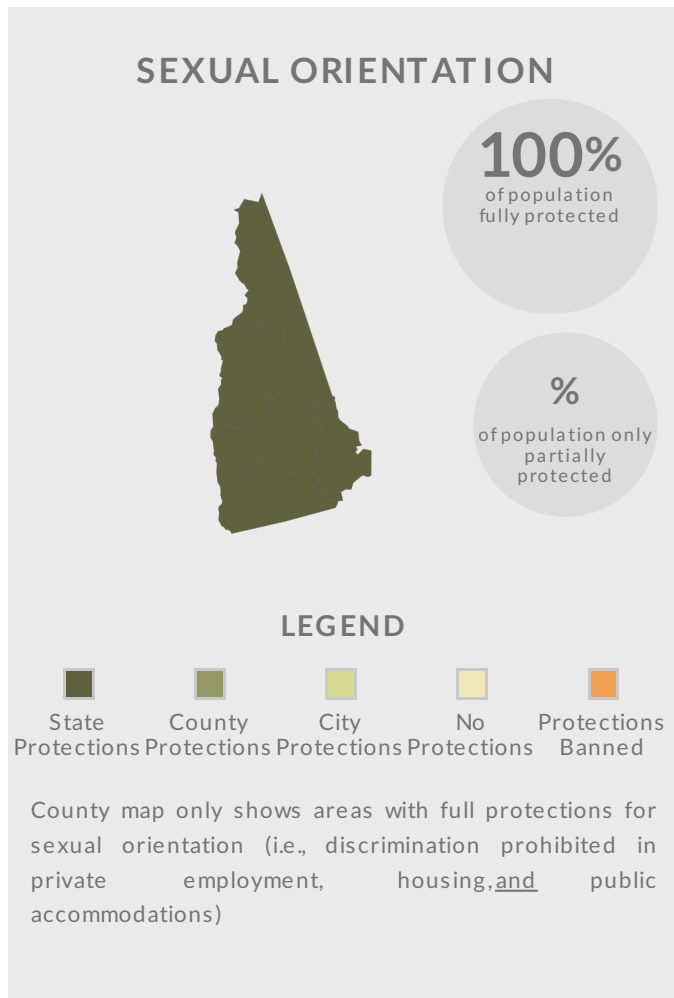 SEXUAL ORIENTATION
100%
of population
fully protected
%
of population only
partially
protected
LEGEND
State
Protections
County
Protections
City
Protections
No
Protections
Protections
Banned
County map only shows areas with full protections for
sexual orientation (i.e., discrimination prohibited in
private employment, housing, and public
accommodations)